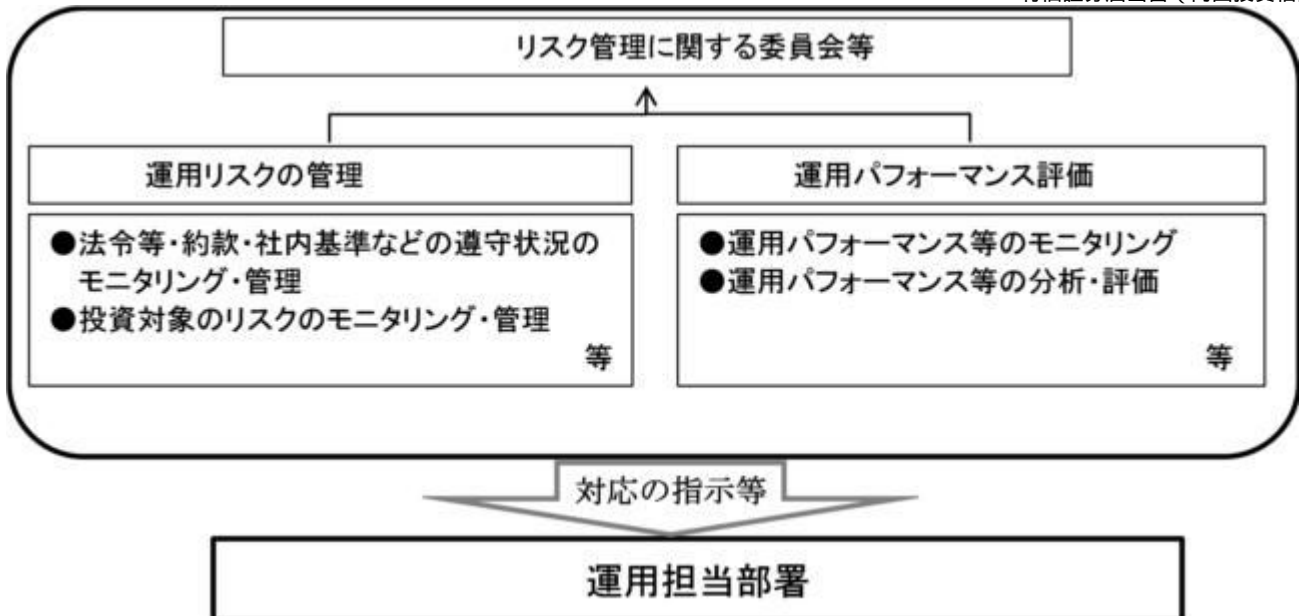 リスク管理に関する委員会等
運用リスクの管理
運用パフォーマンス評価
●法令等・約款・社内基準などの遵守状況の
モニタリング・管理
●投資対象のリスクのモニタリング・管理
等
●運用パフォーマンス等のモニタリング
●運用パフォーマンス等の分析・評価
等
対応の指示等
運用担当部署